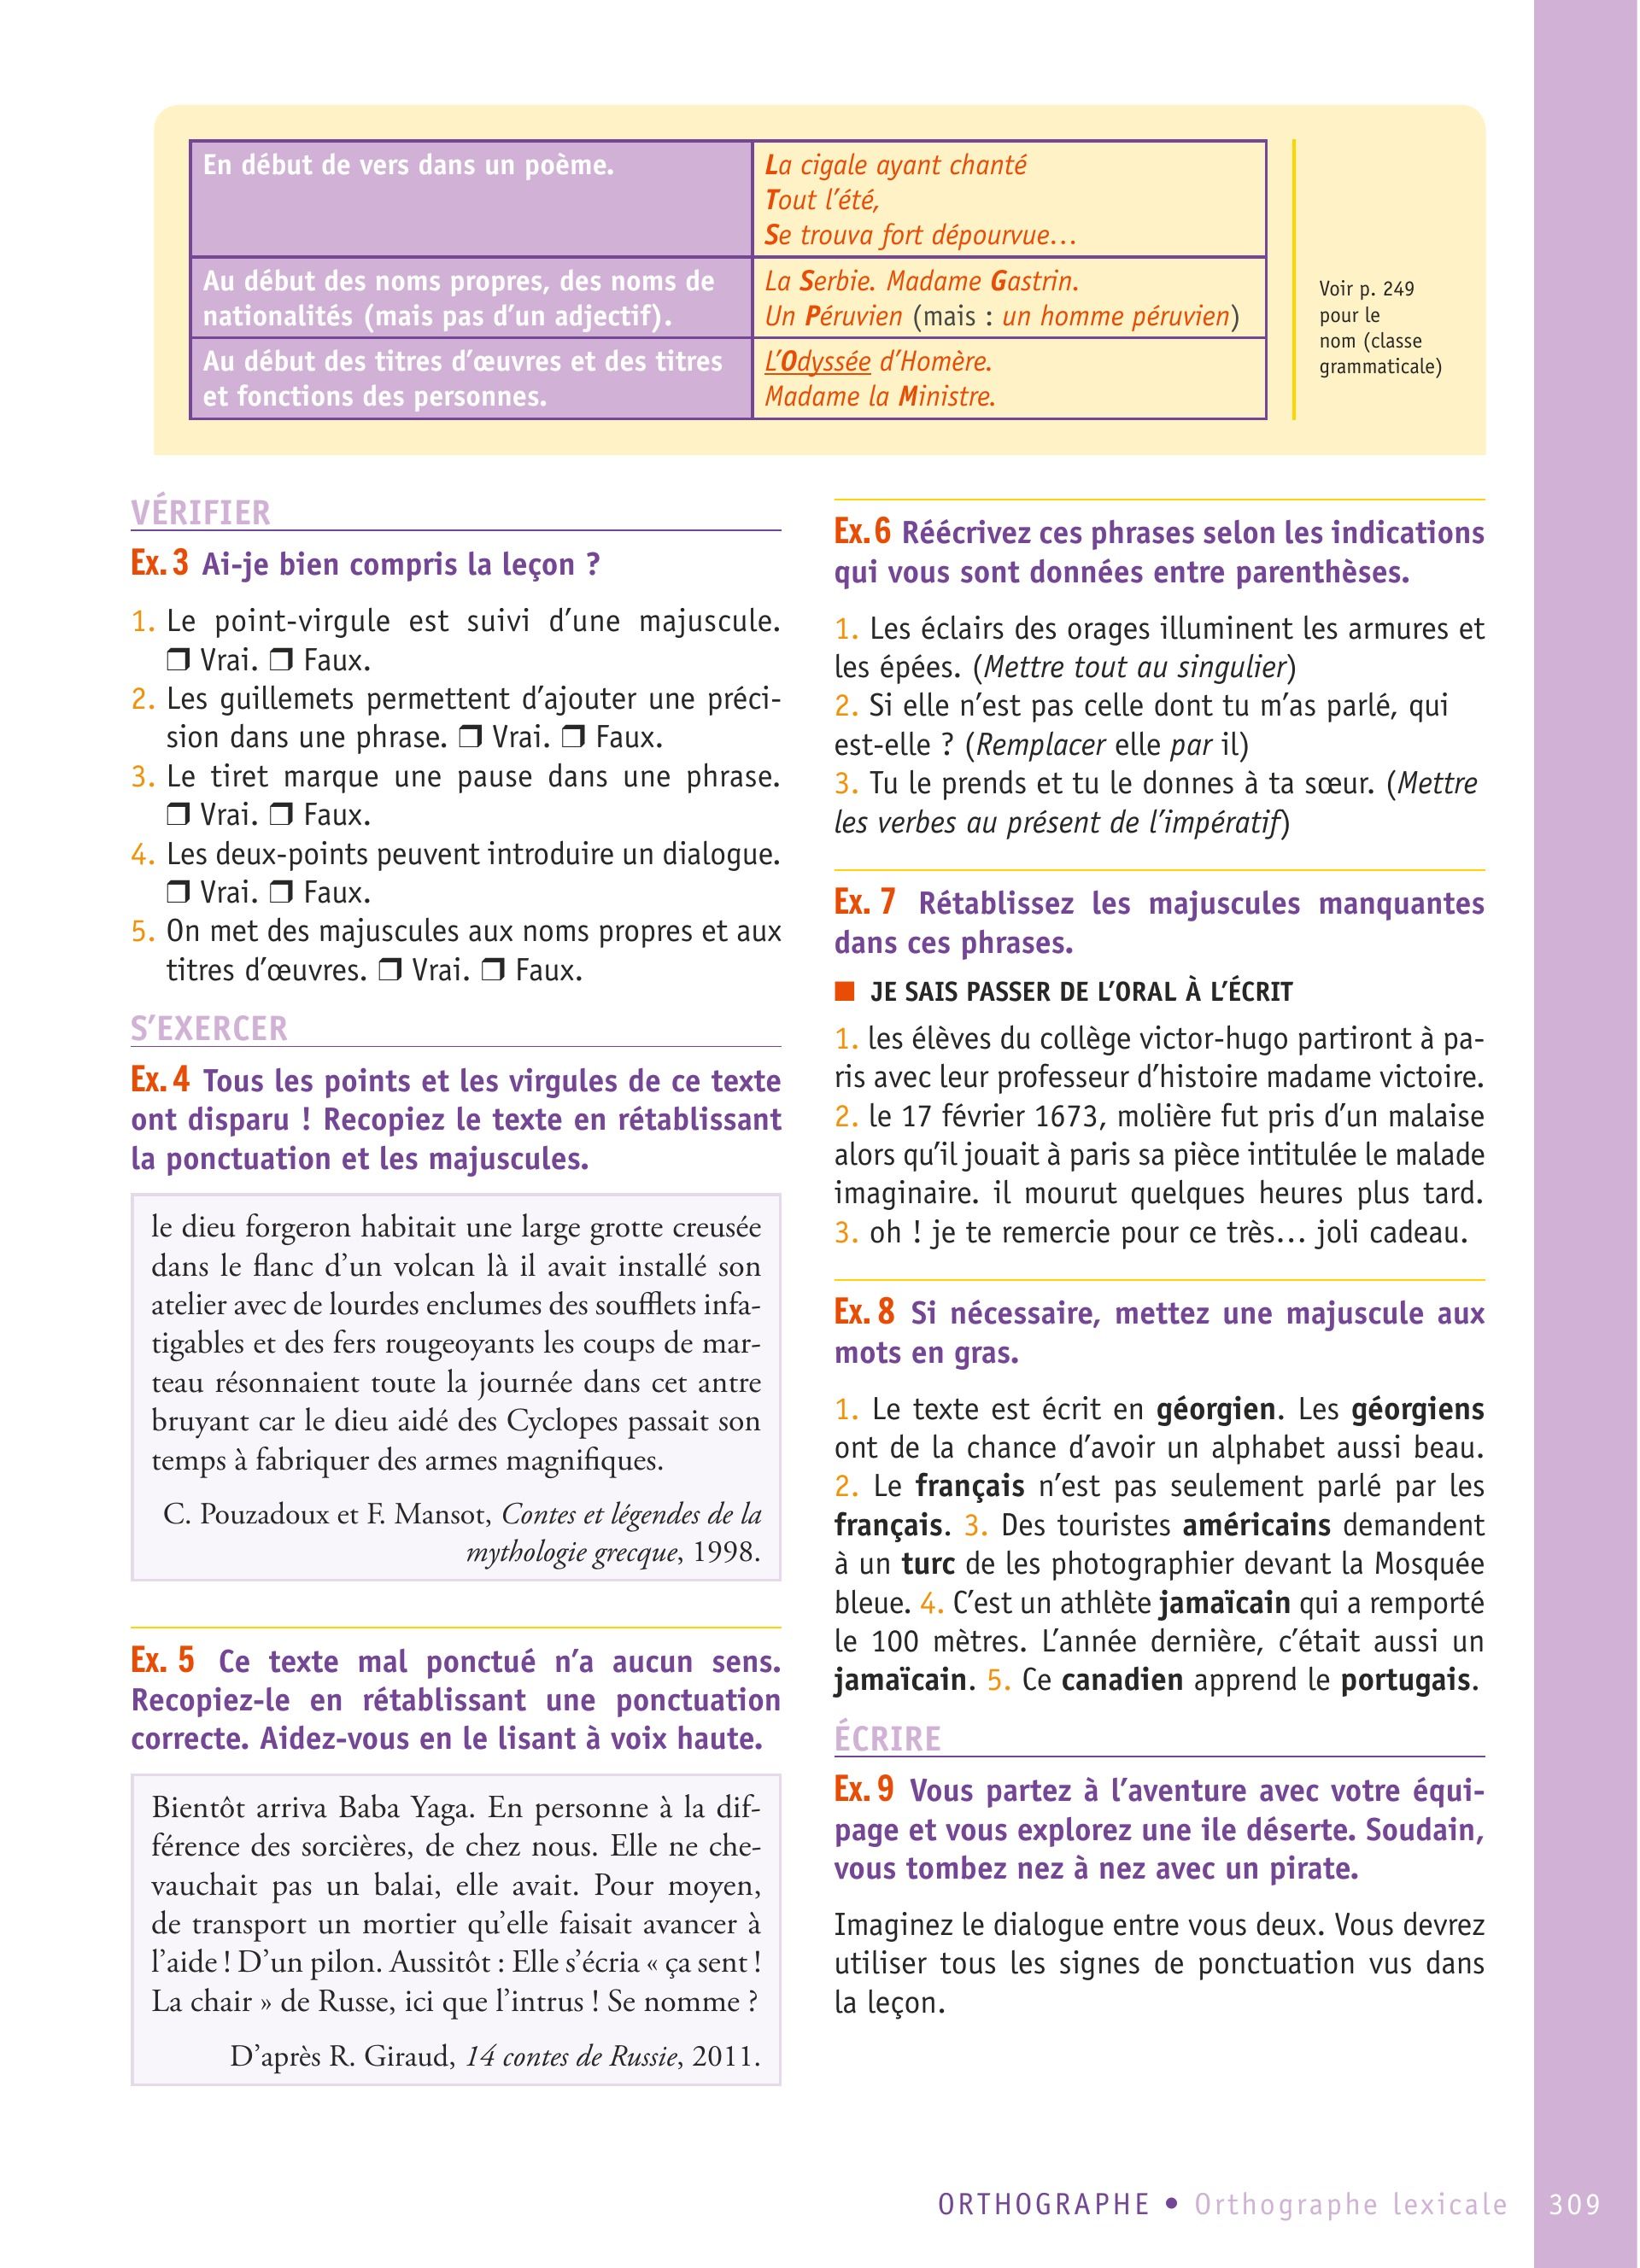 En début de vers dans un poème.
La cigale ayant chanté
Tout l’été,
Se trouva fort dépourvue…
Au début des noms propres, des noms de
nationalités (mais pas d’un adjectif).
La Serbie. Madame Gastrin.
Un Péruvien (mais : un homme péruvien)
Au début des titres d’œuvres et des titres
et fonctions des personnes.
L’Odyssée d’Homère.
Madame la Ministre.
Voir p. 249
pour le
nom (classe
grammaticale)
VÉRIFIER
Ex. 3 Ai-je bien compris la leçon ?
1. Le point-virgule est suivi d’une majuscule.
❒ Vrai. ❒ Faux.
2. Les guillemets permettent d’ajouter une préci-
sion dans une phrase. ❒ Vrai. ❒ Faux.
3. Le tiret marque une pause dans une phrase.
❒ Vrai. ❒ Faux.
4. Les deux-points peuvent introduire un dialogue.
❒ Vrai. ❒ Faux.
5. On met des majuscules aux noms propres et aux
titres d’œuvres. ❒ Vrai. ❒ Faux.
S’EXERCER
Ex. 4 Tous les points et les virgules de ce texte
ont disparu ! Recopiez le texte en rétablissant
la ponctuation et les majuscules.
le dieu forgeron habitait une large grotte creusée
dans le flanc d’un volcan là il avait installé son
atelier avec de lourdes enclumes des soufflets infa-
tigables et des fers rougeoyants les coups de mar-
teau résonnaient toute la journée dans cet antre
bruyant car le dieu aidé des Cyclopes passait son
temps à fabriquer des armes magnifiques.
C. Pouzadoux et F. Mansot, Contes et légendes de la
mythologie grecque, 1998.
Ex. 5 Ce texte mal ponctué n’a aucun sens.
Recopiez-le en rétablissant une ponctuation
correcte. Aidez-vous en le lisant à voix haute.
Bientôt arriva Baba Yaga. En personne à la dif-
férence des sorcières, de chez nous. Elle ne che-
vauchait pas un balai, elle avait. Pour moyen,
de transport un mortier qu’elle faisait avancer à
l’aide ! D’un pilon. Aussitôt : Elle s’écria « ça sent !
La chair » de Russe, ici que l’intrus ! Se nomme ?
D’après R. Giraud, 14 contes de Russie, 2011.
Ex. 6 Réécrivez ces phrases selon les indications
qui vous sont données entre parenthèses.
1. Les éclairs des orages illuminent les armures et
les épées. (Mettre tout au singulier)
2. Si elle n’est pas celle dont tu m’as parlé, qui
est-elle ? (Remplacer elle par il)
3. Tu le prends et tu le donnes à ta sœur. (Mettre
les verbes au présent de l’impératif)
Ex. 7 Rétablissez les majuscules manquantes
dans ces phrases.
■ JE SAIS PASSER DE L’ORAL À L’ÉCRIT
1. les élèves du collège victor-hugo partiront à pa-
ris avec leur professeur d’histoire madame victoire.
2. le 17 février 1673, molière fut pris d’un malaise
alors qu’il jouait à paris sa pièce intitulée le malade
imaginaire. il mourut quelques heures plus tard.
3. oh ! je te remercie pour ce très… joli cadeau.
Ex. 8 Si nécessaire, mettez une majuscule aux
mots en gras.
1. Le texte est écrit en géorgien. Les géorgiens
ont de la chance d’avoir un alphabet aussi beau.
2. Le français n’est pas seulement parlé par les
français. 3. Des touristes américains demandent
à un turc de les photographier devant la Mosquée
bleue. 4. C’est un athlète jamaïcain qui a remporté
le 100 mètres. L’année dernière, c’était aussi un
jamaïcain. 5. Ce canadien apprend le portugais.
ÉCRIRE
Ex. 9 Vous partez à l’aventure avec votre équi-
page et vous explorez une ile déserte. Soudain,
vous tombez nez à nez avec un pirate.
Imaginez le dialogue entre vous deux. Vous devrez
utiliser tous les signes de ponctuation vus dans
la leçon.
ORTHOGRAPHE • Orthographe lexicale 309